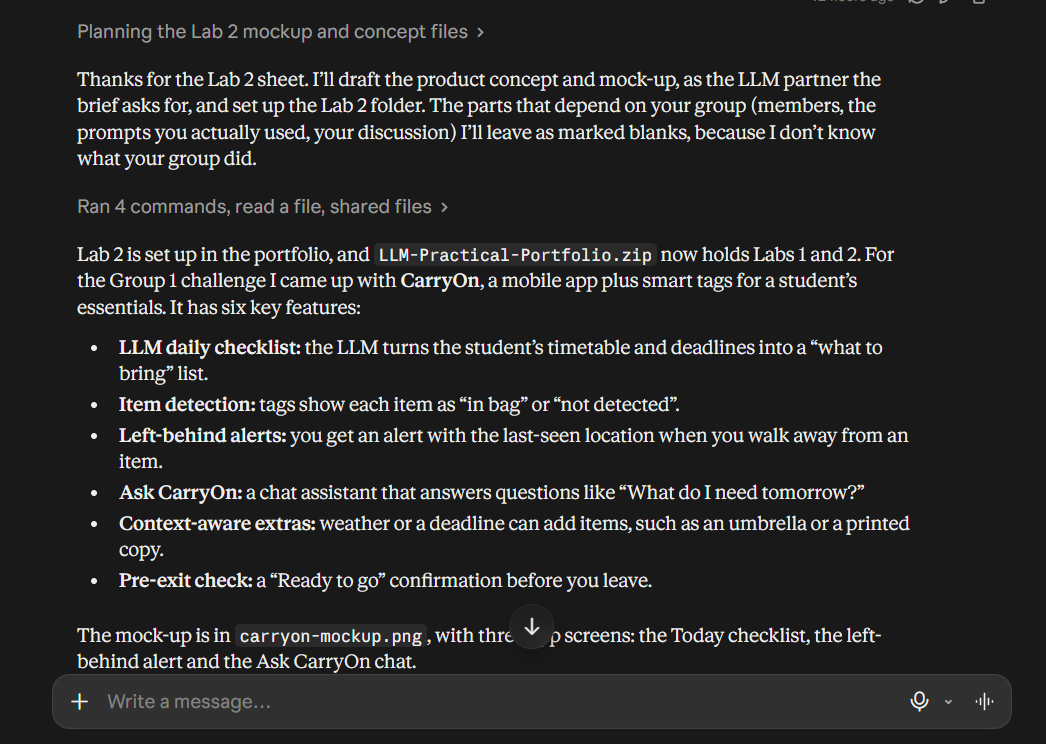 Planning the Lab 2 mockup and concept files >
Thanks for the Lab 2 sheet. I’ll draft the product concept and mock-up, as the LLM partner the
brief asks for, and set up the Lab 2 folder. The parts that depend on your group (members, the
prompts you actually used, your discussion) I’ll leave as marked blanks, because I don’t know
what your group did.
Ran 4 commands, read a file, shared files >
Lab 2 is set up in the portfolio, and LLM-Practical-Portfolio.zip now holds Labs 1 and 2. For
the Group 1 challenge I came up with CarryOn, a mobile app plus smart tags for a student’s
essentials. It has six key features:
• LLM daily checklist: the LLM turns the student’s timetable and deadlines into a “what to
bring” list.
• Item detection: tags show each item as “in bag” or “not detected”.
• Left-behind alerts: you get an alert with the last-seen location when you walk away from an
item.
• Ask CarryOn: a chat assistant that answers questions like “What do I need tomorrow?”
• Context-aware extras: weather or a deadline can add items, such as an umbrella or a printed
copy.
• Pre-exit check: a “Ready to go” confirmation before you leave.
The mock-up is in carryon-mockup.png, with screens: the Today checklist, the left-
behind alert and the Ask CarryOn chat.
Write a message...